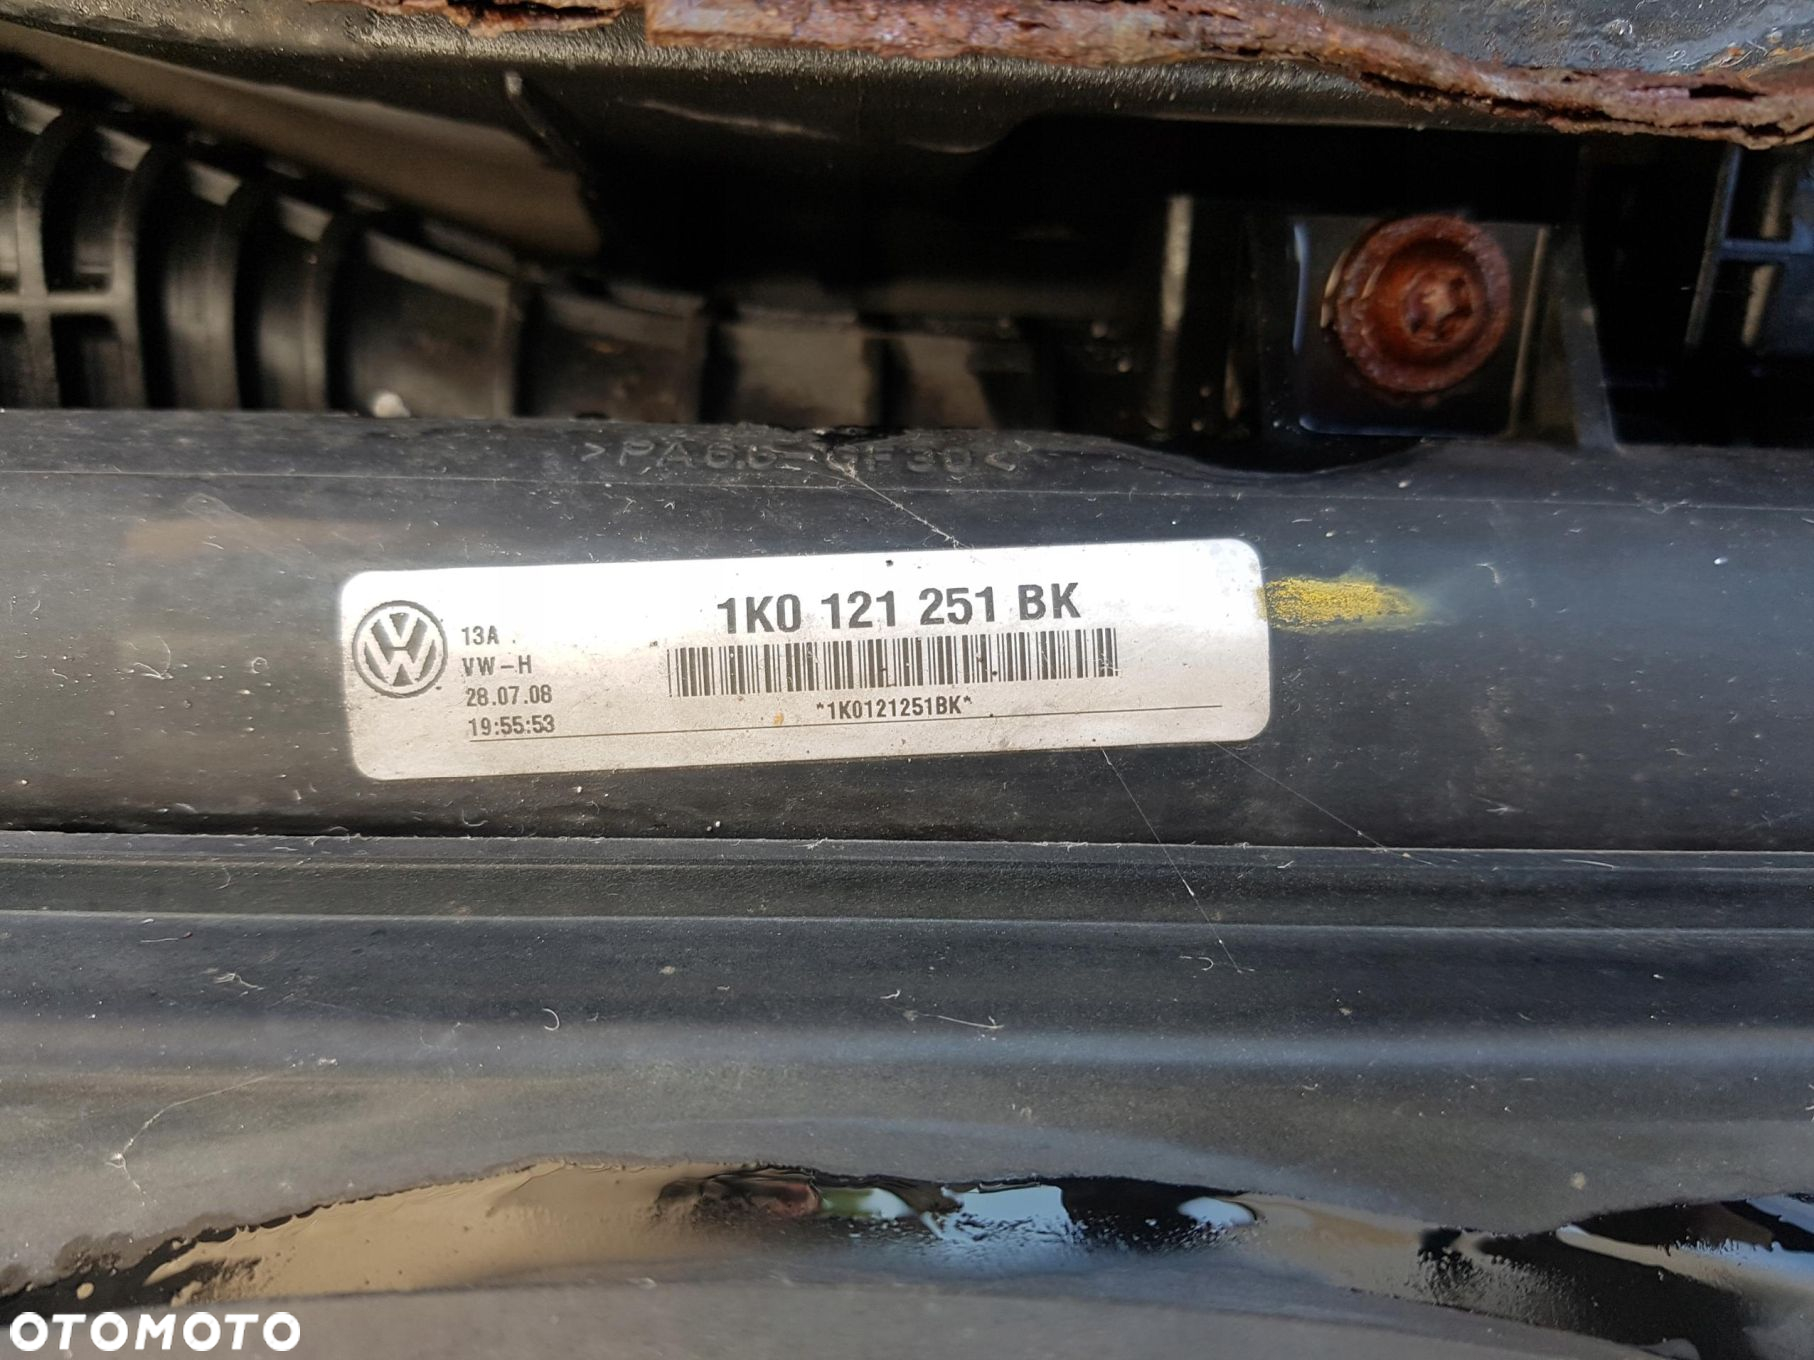 >PA6.6-GF30<
1K0 121 251 BK
13A
VW-H
28.07.08
19:55:53
*1K0121251BK*
OTOMOTO